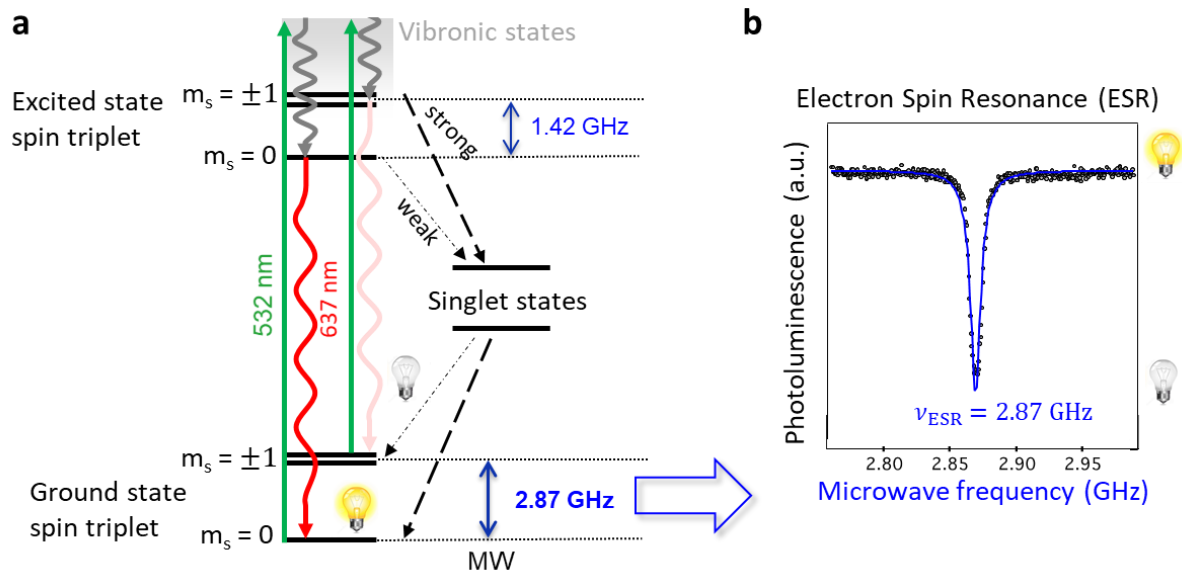 a
Vibronic states
Excited state
spin triplet
mₛ = ±1
mₛ = 0
1.42 GHz
strong
weak
532 nm
637 nm
Singlet states
Ground state
spin triplet
mₛ = ±1
mₛ = 0
2.87 GHz
MW
b
Electron Spin Resonance (ESR)
Photoluminescence (a.u.)
ν_ESR = 2.87 GHz
2.80 2.85 2.90 2.95
Microwave frequency (GHz)